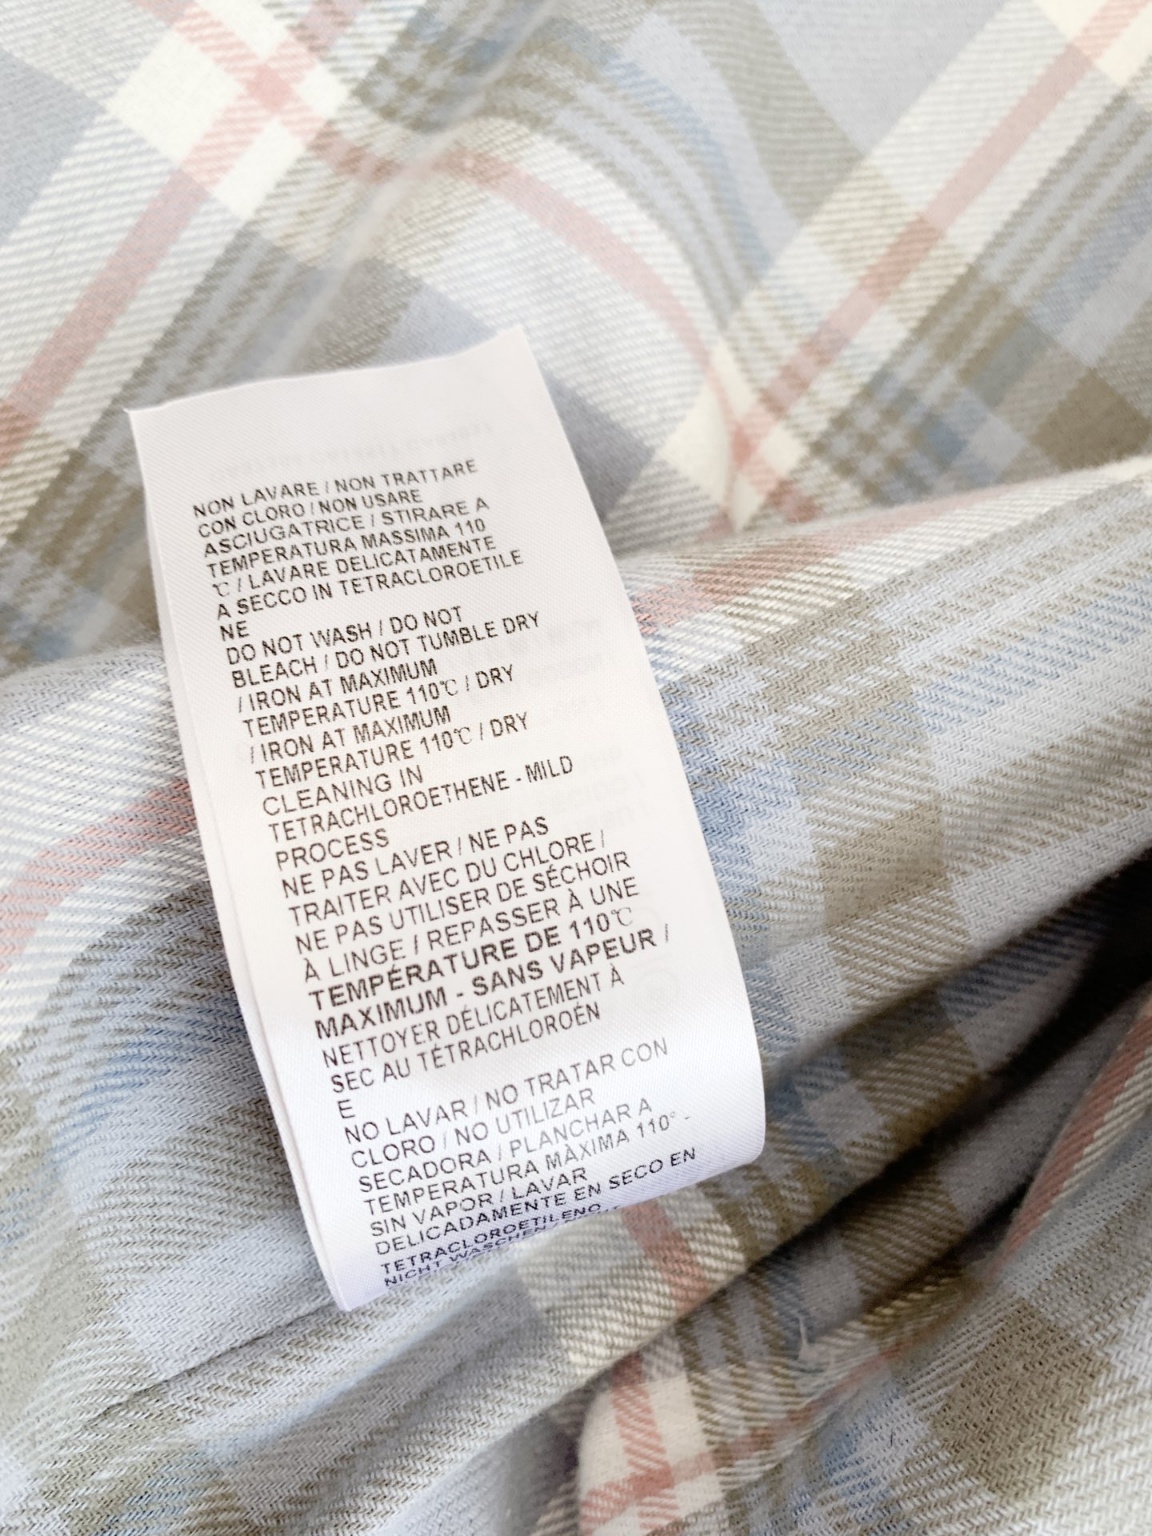 NON LAVARE / NON TRATTARE
CON CLORO / NON USARE
ASCIUGATRICE / STIRARE A
TEMPERATURA MASSIMA 110
℃ / LAVARE DELICATAMENTE
A SECCO IN TETRACLOROETILE
NE
DO NOT WASH / DO NOT
BLEACH / DO NOT TUMBLE DRY
/ IRON AT MAXIMUM
TEMPERATURE 110℃ / DRY
/ IRON AT MAXIMUM
TEMPERATURE 110℃ / DRY
CLEANING IN
TETRACHLOROETHENE - MILD
PROCESS
NE PAS LAVER / NE PAS
TRAITER AVEC DU CHLORE /
NE PAS UTILISER DE SÉCHOIR
À LINGE / REPASSER À UNE
TEMPÉRATURE DE 110℃
MAXIMUM - SANS VAPEUR /
NETTOYER DÉLICATEMENT À
SEC AU TÉTRACHLOROÉN
E
NO LAVAR / NO TRATAR CON
CLORO / NO UTILIZAR
SECADORA / PLANCHAR A
TEMPERATURA MÁXIMA 110° -
SIN VAPOR / LAVAR
DELICADAMENTE EN SECO EN
TETRACLOROETILENO
NICHT WASCHEN /